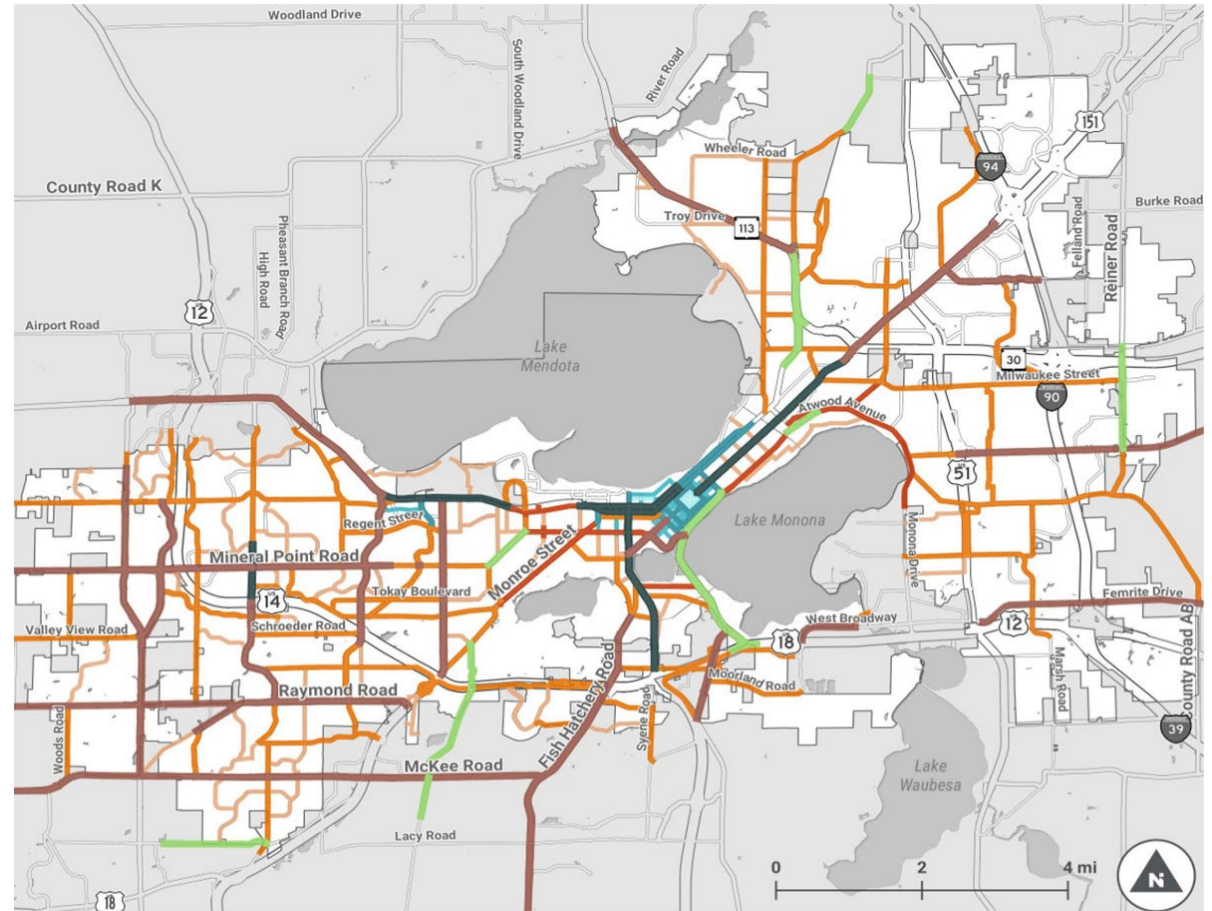 Woodland Drive
South Woodland Drive
River Road
151
Wheeler Road
94
County Road K
Troy Drive
113
Burke Road
Felland Road
Reiner Road
Pheasant Branch Road
High Road
12
Airport Road
Lake
Mendota
30
Milwaukee Street
90
Atwood Avenue
51
Regent Street
Lake Monona
Monona Drive
Mineral Point Road
Monroe Street
14
Tokay Boulevard
Schroeder Road
Valley View Road
Femrite Drive
West Broadway
12
18
Raymond Road
Moorland Road
Fish Hatchery Road
Syene Road
Marsh Road
County Road AB
39
Woods Road
McKee Road
Lake
Waubesa
Lacy Road
0 2 4 mi
N
18